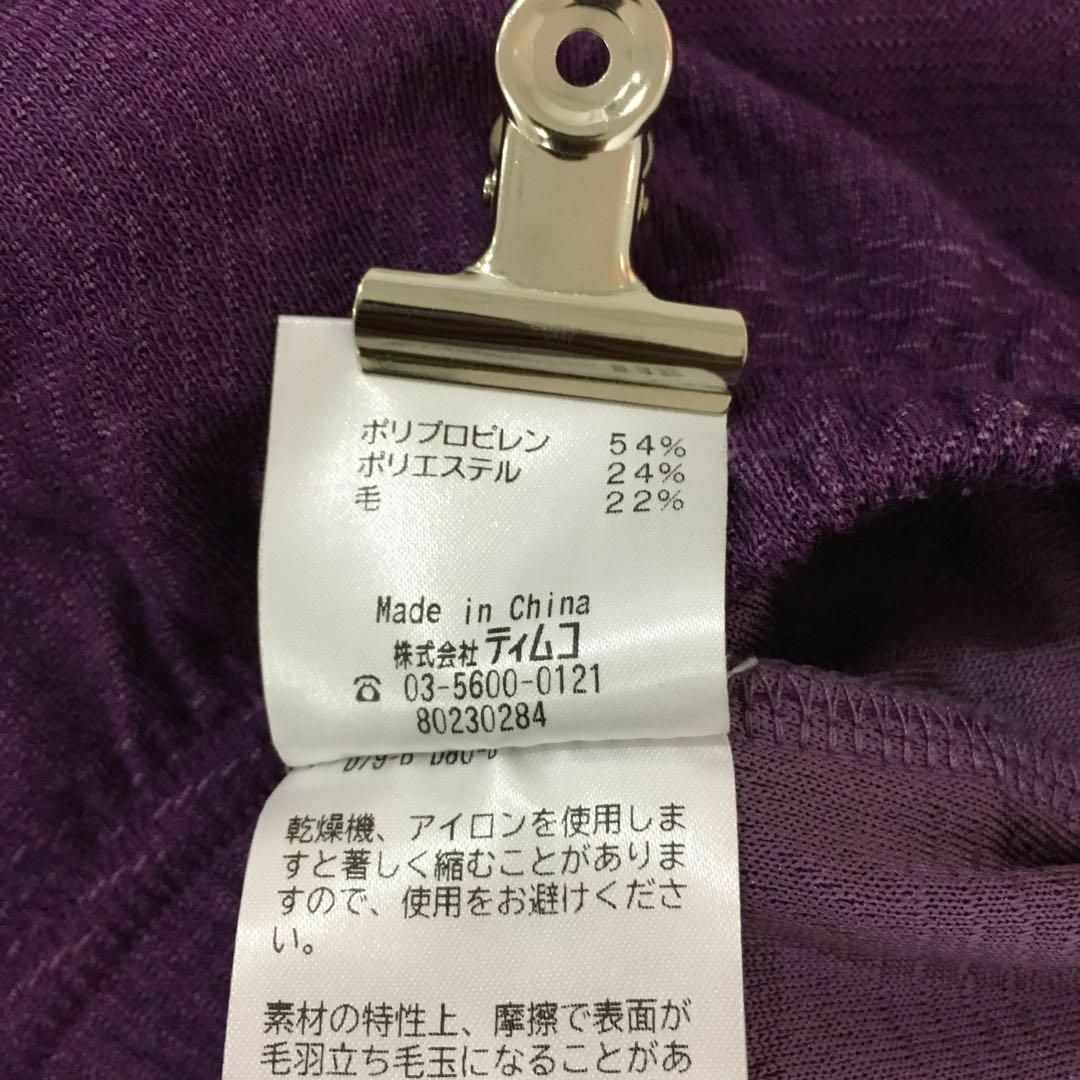 ポリプロピレン 54%
ポリエステル 24%
毛 22%
Made in China
株式会社 ティムコ
☎ 03-5600-0121
80230284
乾燥機、アイロンを使用しま
すと著しく縮むことがありま
すので、使用をお避けくださ
い。
素材の特性上、摩擦で表面が
毛羽立ち毛玉になることがあ